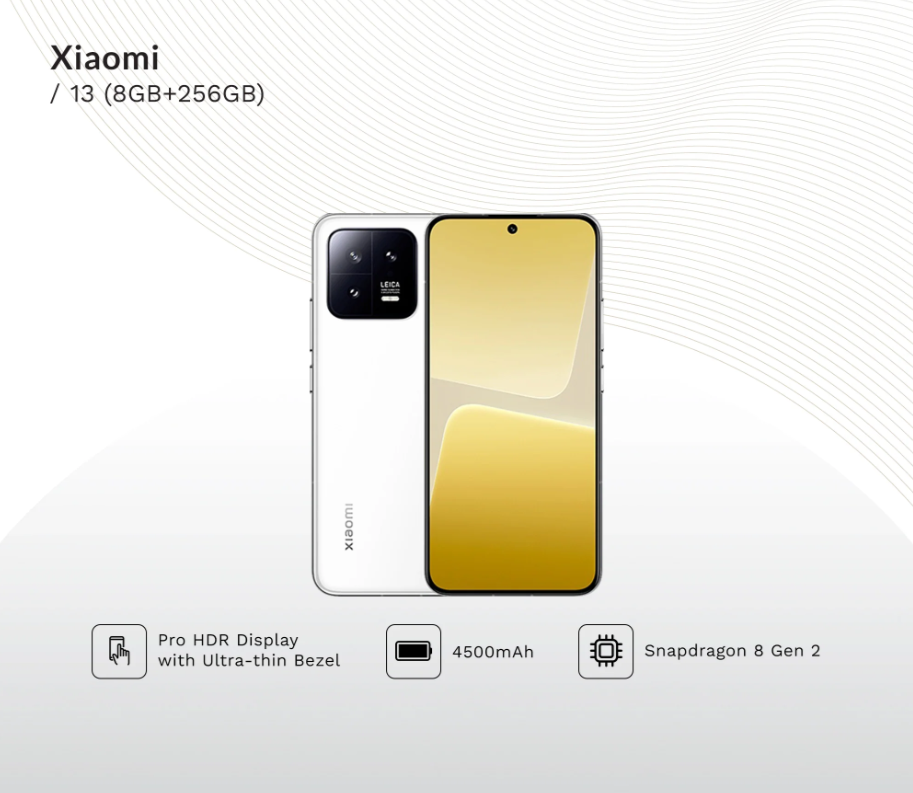 Xiaomi
/ 13 (8GB+256GB)
LEICA
xiaomi
Pro HDR Display
with Ultra-thin Bezel
4500mAh
Snapdragon 8 Gen 2